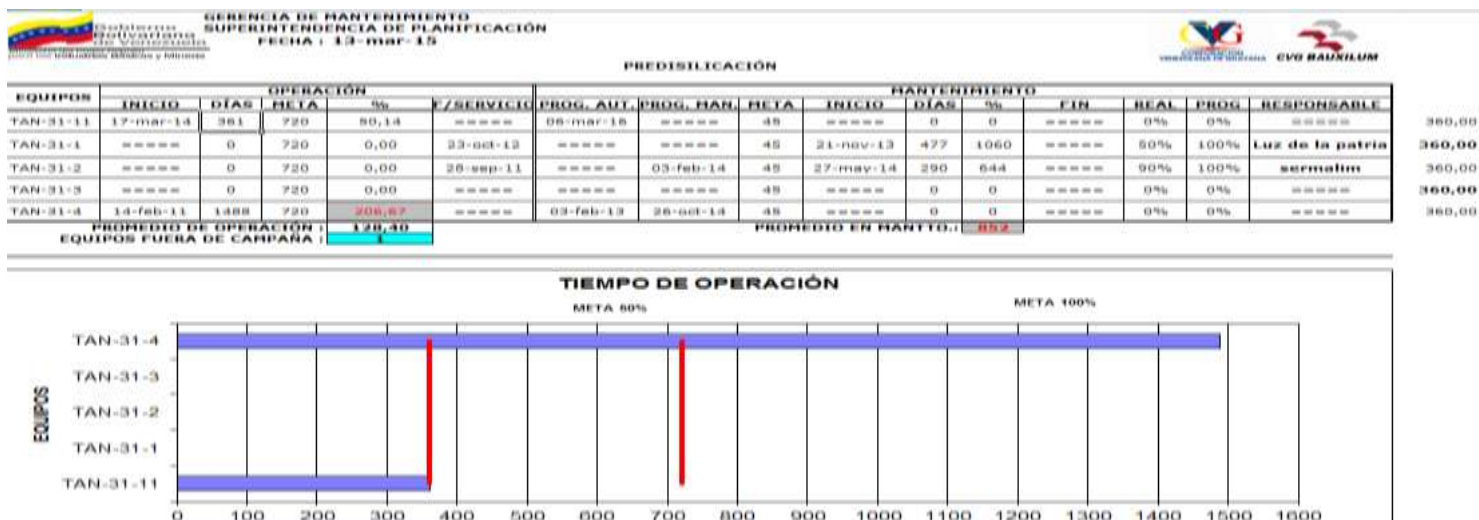 GERENCIA DE MANTENIMIENTO
Gobierno Bolivariano de Venezuela
SUPERINTENDENCIA DE PLANIFICACIÓN
FECHA : 13-mar-15
CVG
CVG BAUXILUM
PREDISILICACIÓN
EQUIPOS OPERACIÓN MANTENIMIENTO
INICIO DÍAS META % F/SERVICIO PROG. AUT. PROG. MAN. META INICIO DÍAS % FIN REAL PROG RESPONSABLE
TAN-31-11 17-mar-14 361 720 50,14 ===== 06-mar-16 ===== 45 ===== 0 0 ===== 0% 0% ===== 360,00
TAN-31-1 ===== 0 720 0,00 23-oct-12 ===== ===== 45 21-nov-13 477 1060 ===== 50% 100% Luz de la patria 360,00
TAN-31-2 ===== 0 720 0,00 28-sep-11 ===== 03-feb-14 45 27-may-14 290 644 ===== 90% 100% sermalim 360,00
TAN-31-3 ===== 0 720 0,00 ===== ===== ===== 45 ===== 0 0 ===== 0% 0% ===== 360,00
TAN-31-4 14-feb-11 1488 720 206,67 ===== 03-feb-13 26-oct-14 45 ===== 0 0 ===== 0% 0% ===== 360,00
PROMEDIO DE OPERACIÓN : 128,40 PROMEDIO EN MANTTO.: 852
EQUIPOS FUERA DE CAMPAÑA : 1
TIEMPO DE OPERACIÓN
META 50% META 100%
EQUIPOS
TAN-31-4
TAN-31-3
TAN-31-2
TAN-31-1
TAN-31-11
0 100 200 300 400 500 600 700 800 900 1000 1100 1200 1300 1400 1500 1600